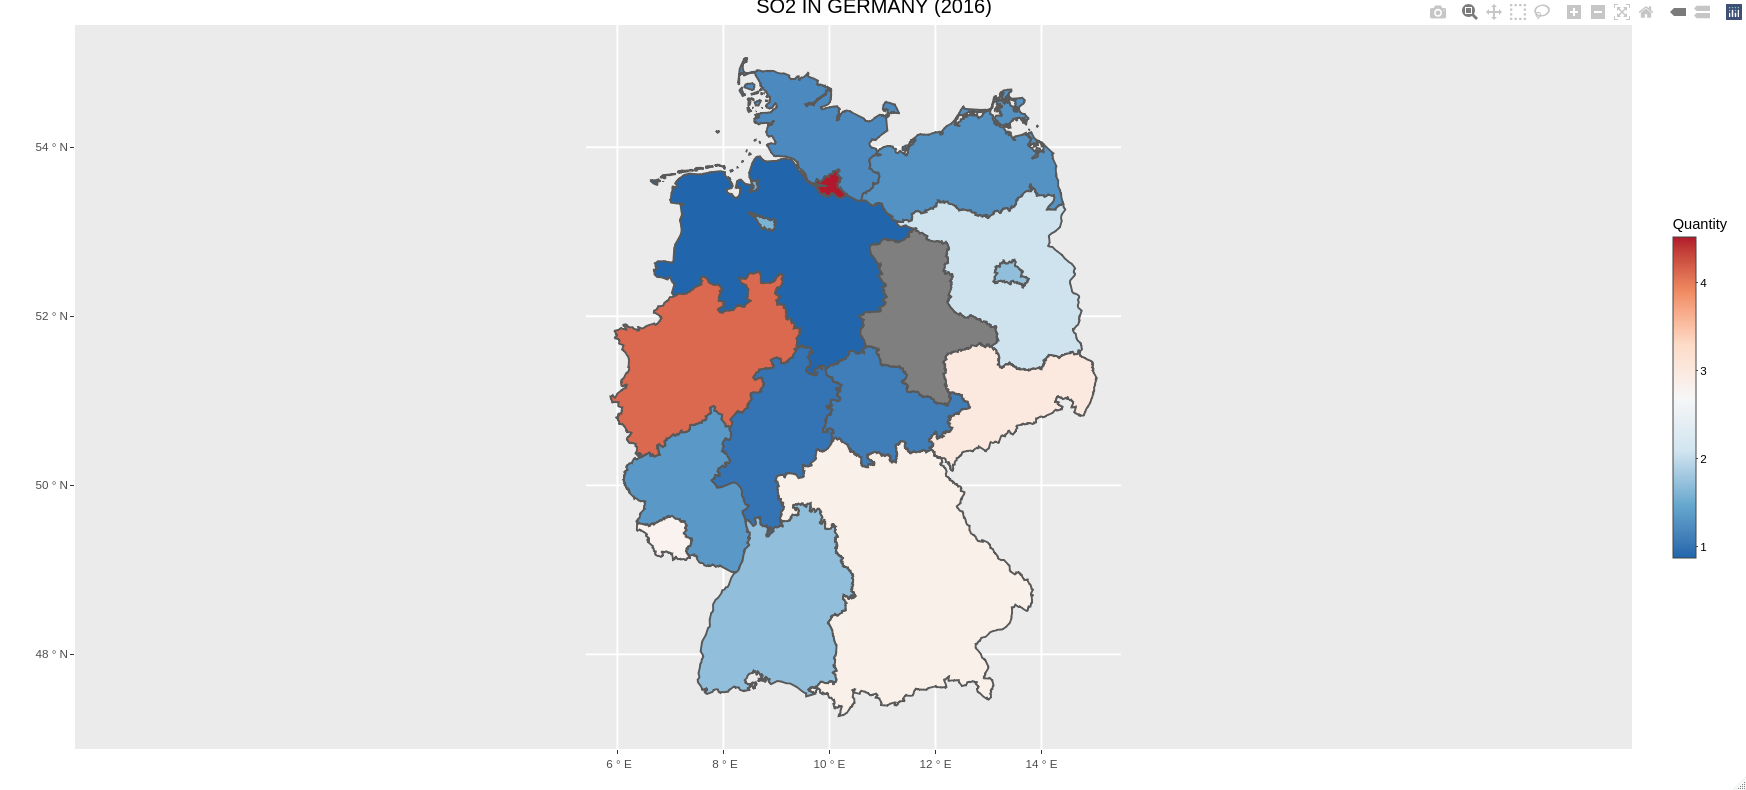 SO2 IN GERMANY (2016)
54 ° N
52 ° N
50 ° N
48 ° N
6 ° E
8 ° E
10 ° E
12 ° E
14 ° E
Quantity
4
3
2
1